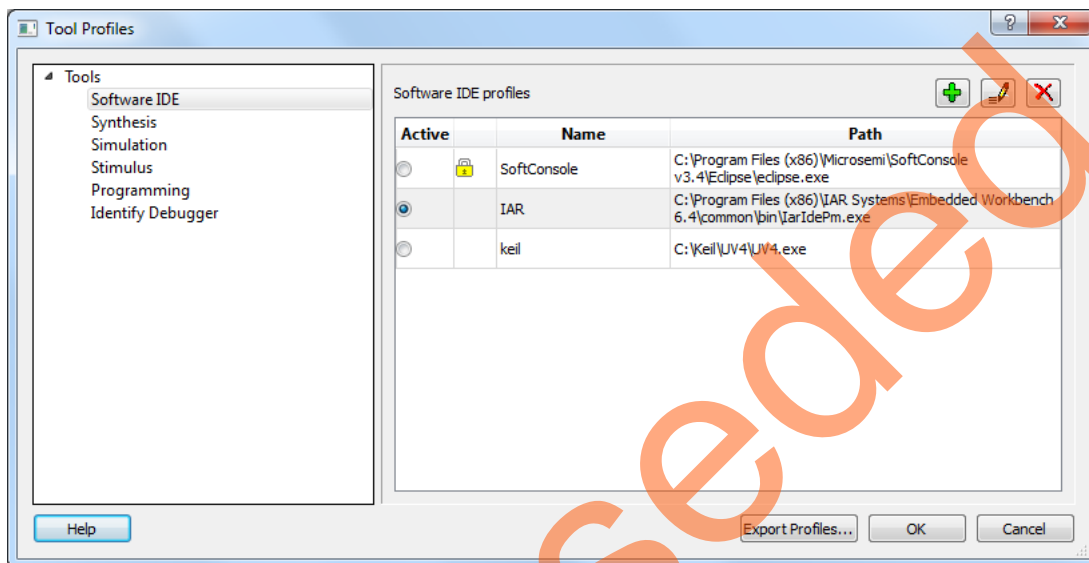 Tool Profiles
Tools
Software IDE
Synthesis
Simulation
Stimulus
Programming
Identify Debugger
Software IDE profiles
Active Name Path
SoftConsole C:\Program Files (x86)\Microsemi\SoftConsole
v3.4\Eclipse\eclipse.exe
IAR C:\Program Files (x86)\IAR Systems\Embedded Workbench
6.4\common\bin\IarIdePm.exe
keil C:\Keil\UV4\UV4.exe
Help Export Profiles... OK Cancel
seded